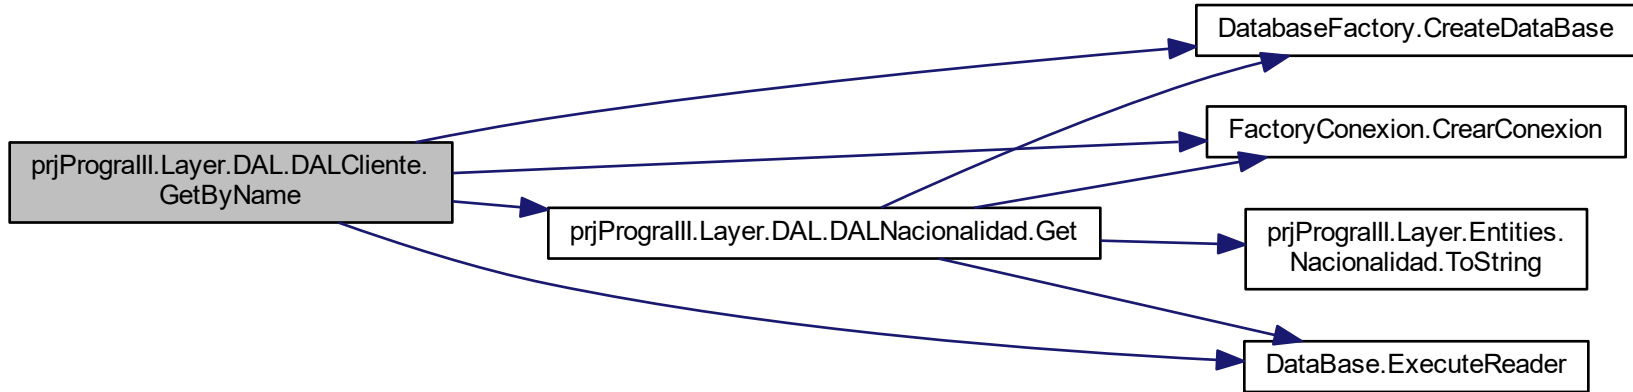 prjPrograIII.Layer.DAL.DALCliente.
GetByName
DatabaseFactory.CreateDataBase
FactoryConexion.CrearConexion
prjPrograIII.Layer.DAL.DALNacionalidad.Get
prjPrograIII.Layer.Entities.
Nacionalidad.ToString
DataBase.ExecuteReader